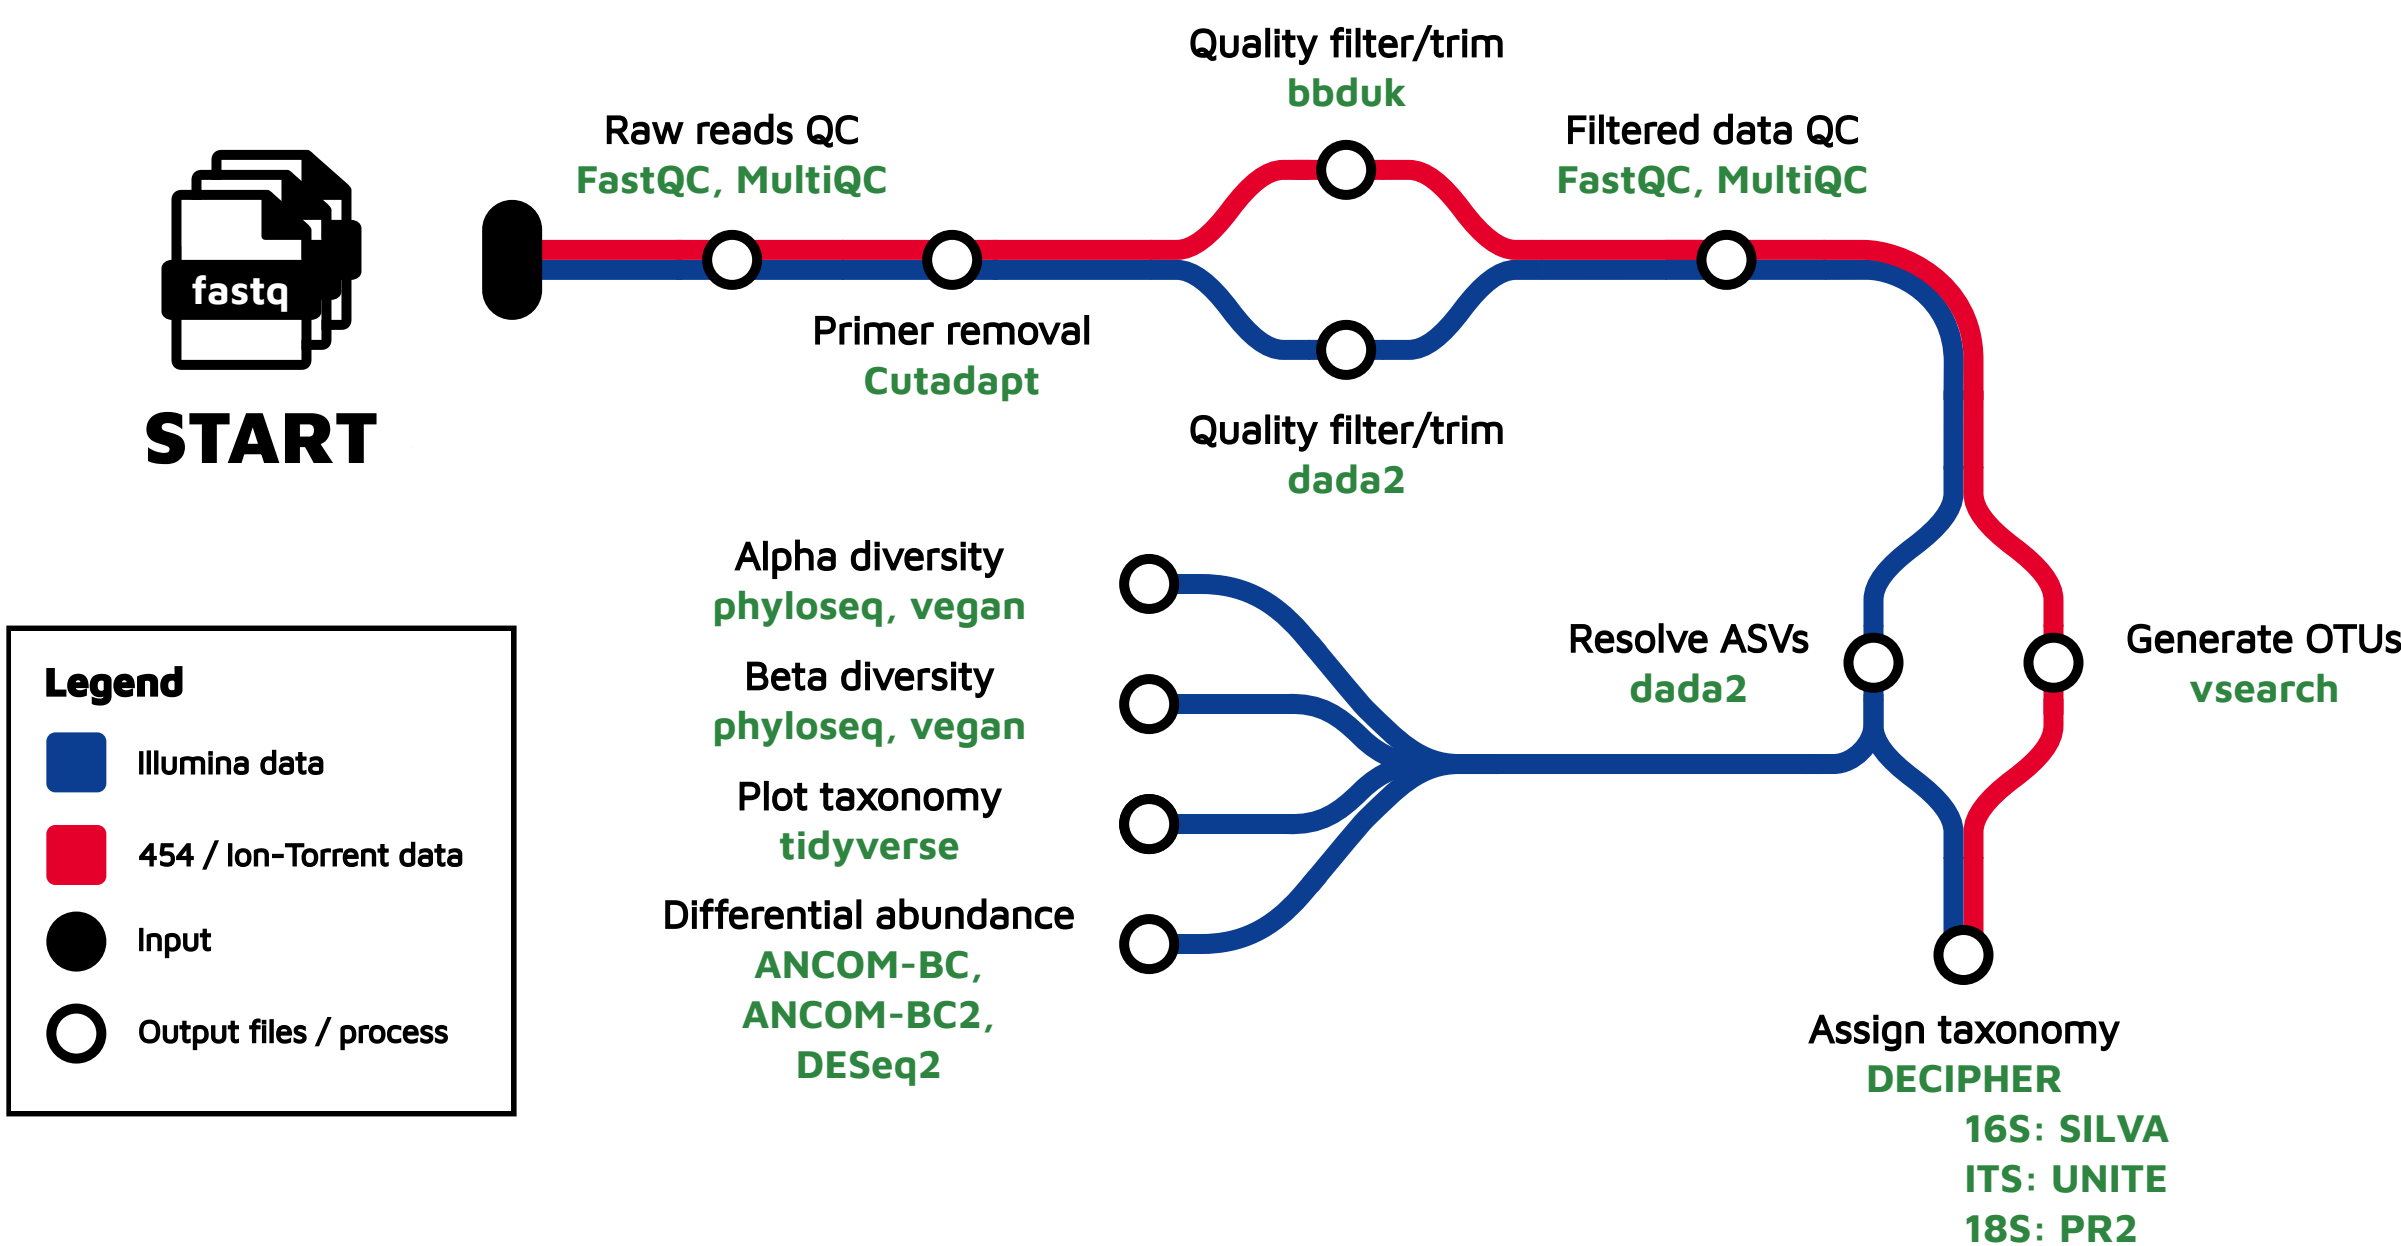 Quality filter/trim
bbduk
Raw reads QC
FastQC, MultiQC
Filtered data QC
FastQC, MultiQC
fastq
START
Primer removal
Cutadapt
Quality filter/trim
dada2
Alpha diversity
phyloseq, vegan
Beta diversity
phyloseq, vegan
Plot taxonomy
tidyverse
Differential abundance
ANCOM-BC,
ANCOM-BC2,
DESeq2
Resolve ASVs
dada2
Generate OTUs
vsearch
Assign taxonomy
DECIPHER
16S: SILVA
ITS: UNITE
18S: PR2
Legend
Illumina data
454 / Ion-Torrent data
Input
Output files / process